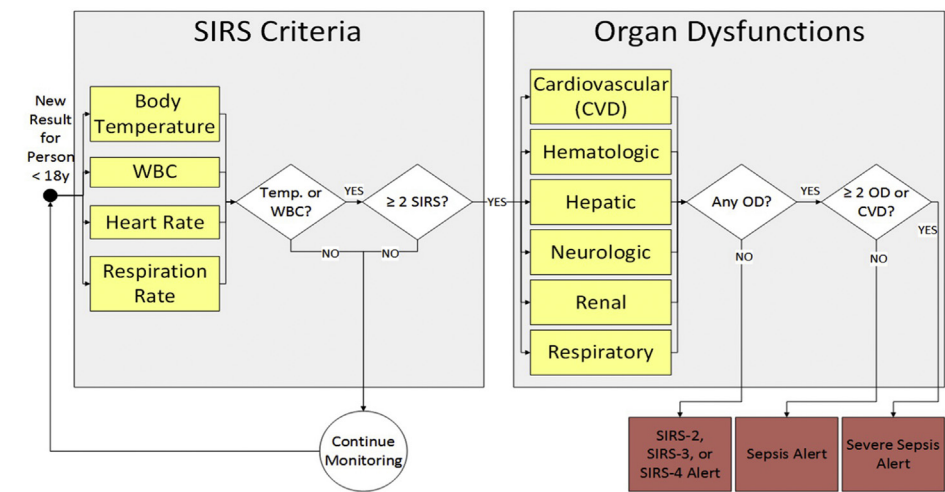 SIRS Criteria
Organ Dysfunctions
New
Result
for
Person
< 18y
Body
Temperature
WBC
Heart Rate
Respiration
Rate
Temp. or
WBC?
YES
≥ 2 SIRS?
YES
NO
NO
Continue
Monitoring
Cardiovascular
(CVD)
Hematologic
Hepatic
Neurologic
Renal
Respiratory
Any OD?
YES
≥ 2 OD or
CVD?
YES
NO
NO
SIRS-2,
SIRS-3, or
SIRS-4 Alert
Sepsis Alert
Severe Sepsis
Alert